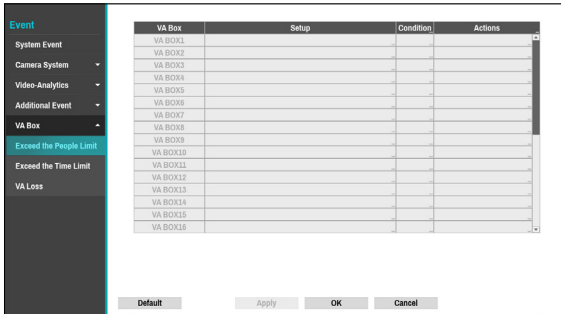 Event
System Event
Camera System
Video-Analytics
Additional Event
VA Box
Exceed the People Limit
Exceed the Time Limit
VA Loss
VA Box Setup Condition Actions
VA BOX1
VA BOX2
VA BOX3
VA BOX4
VA BOX5
VA BOX6
VA BOX7
VA BOX8
VA BOX9
VA BOX10
VA BOX11
VA BOX12
VA BOX13
VA BOX14
VA BOX15
VA BOX16
Default Apply OK Cancel